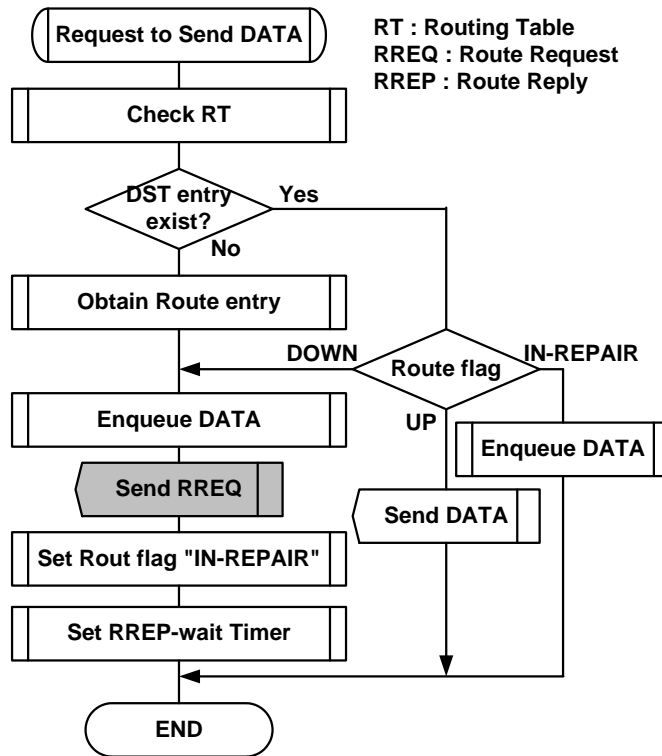 Request to Send DATA
RT : Routing Table
RREQ : Route Request
RREP : Route Reply
Check RT
DST entry
exist?
Yes
No
Obtain Route entry
DOWN
Route flag
IN-REPAIR
UP
Enqueue DATA
Enqueue DATA
Send RREQ
Send DATA
Set Rout flag "IN-REPAIR"
Set RREP-wait Timer
END